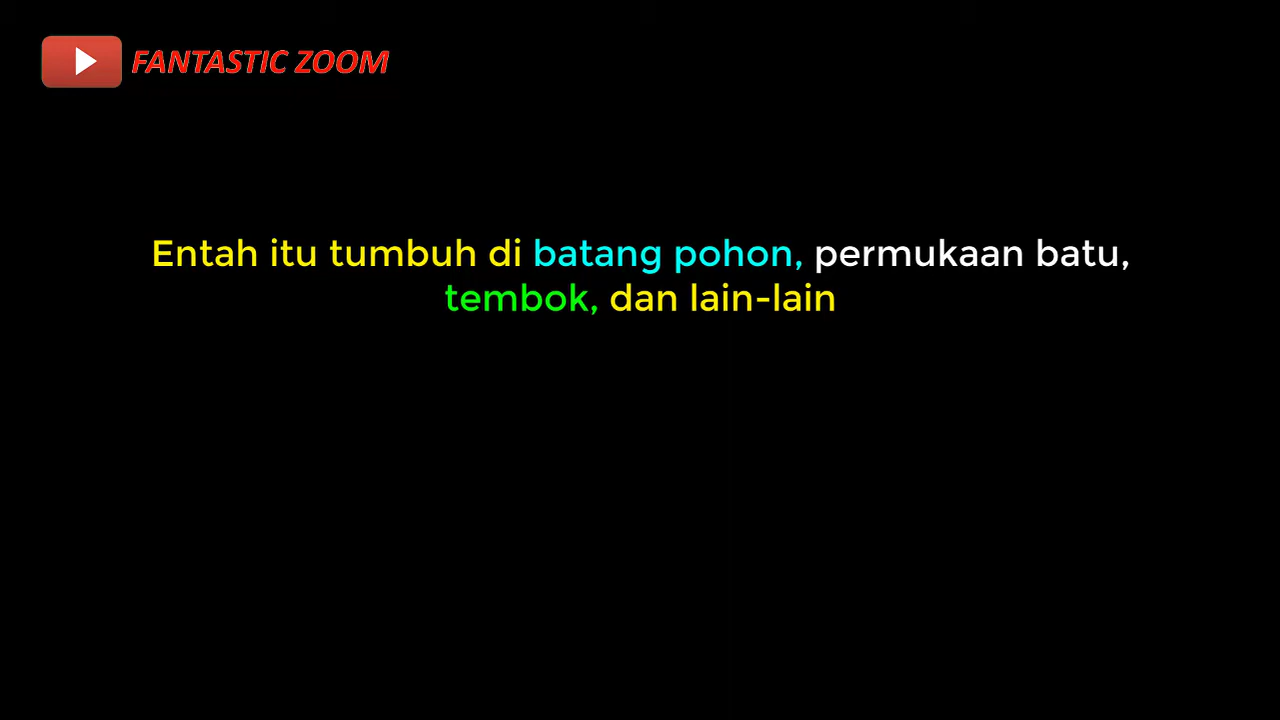 FANTASTIC ZOOM
Entah itu tumbuh di batang pohon, permukaan batu,
tembok, dan lain-lain